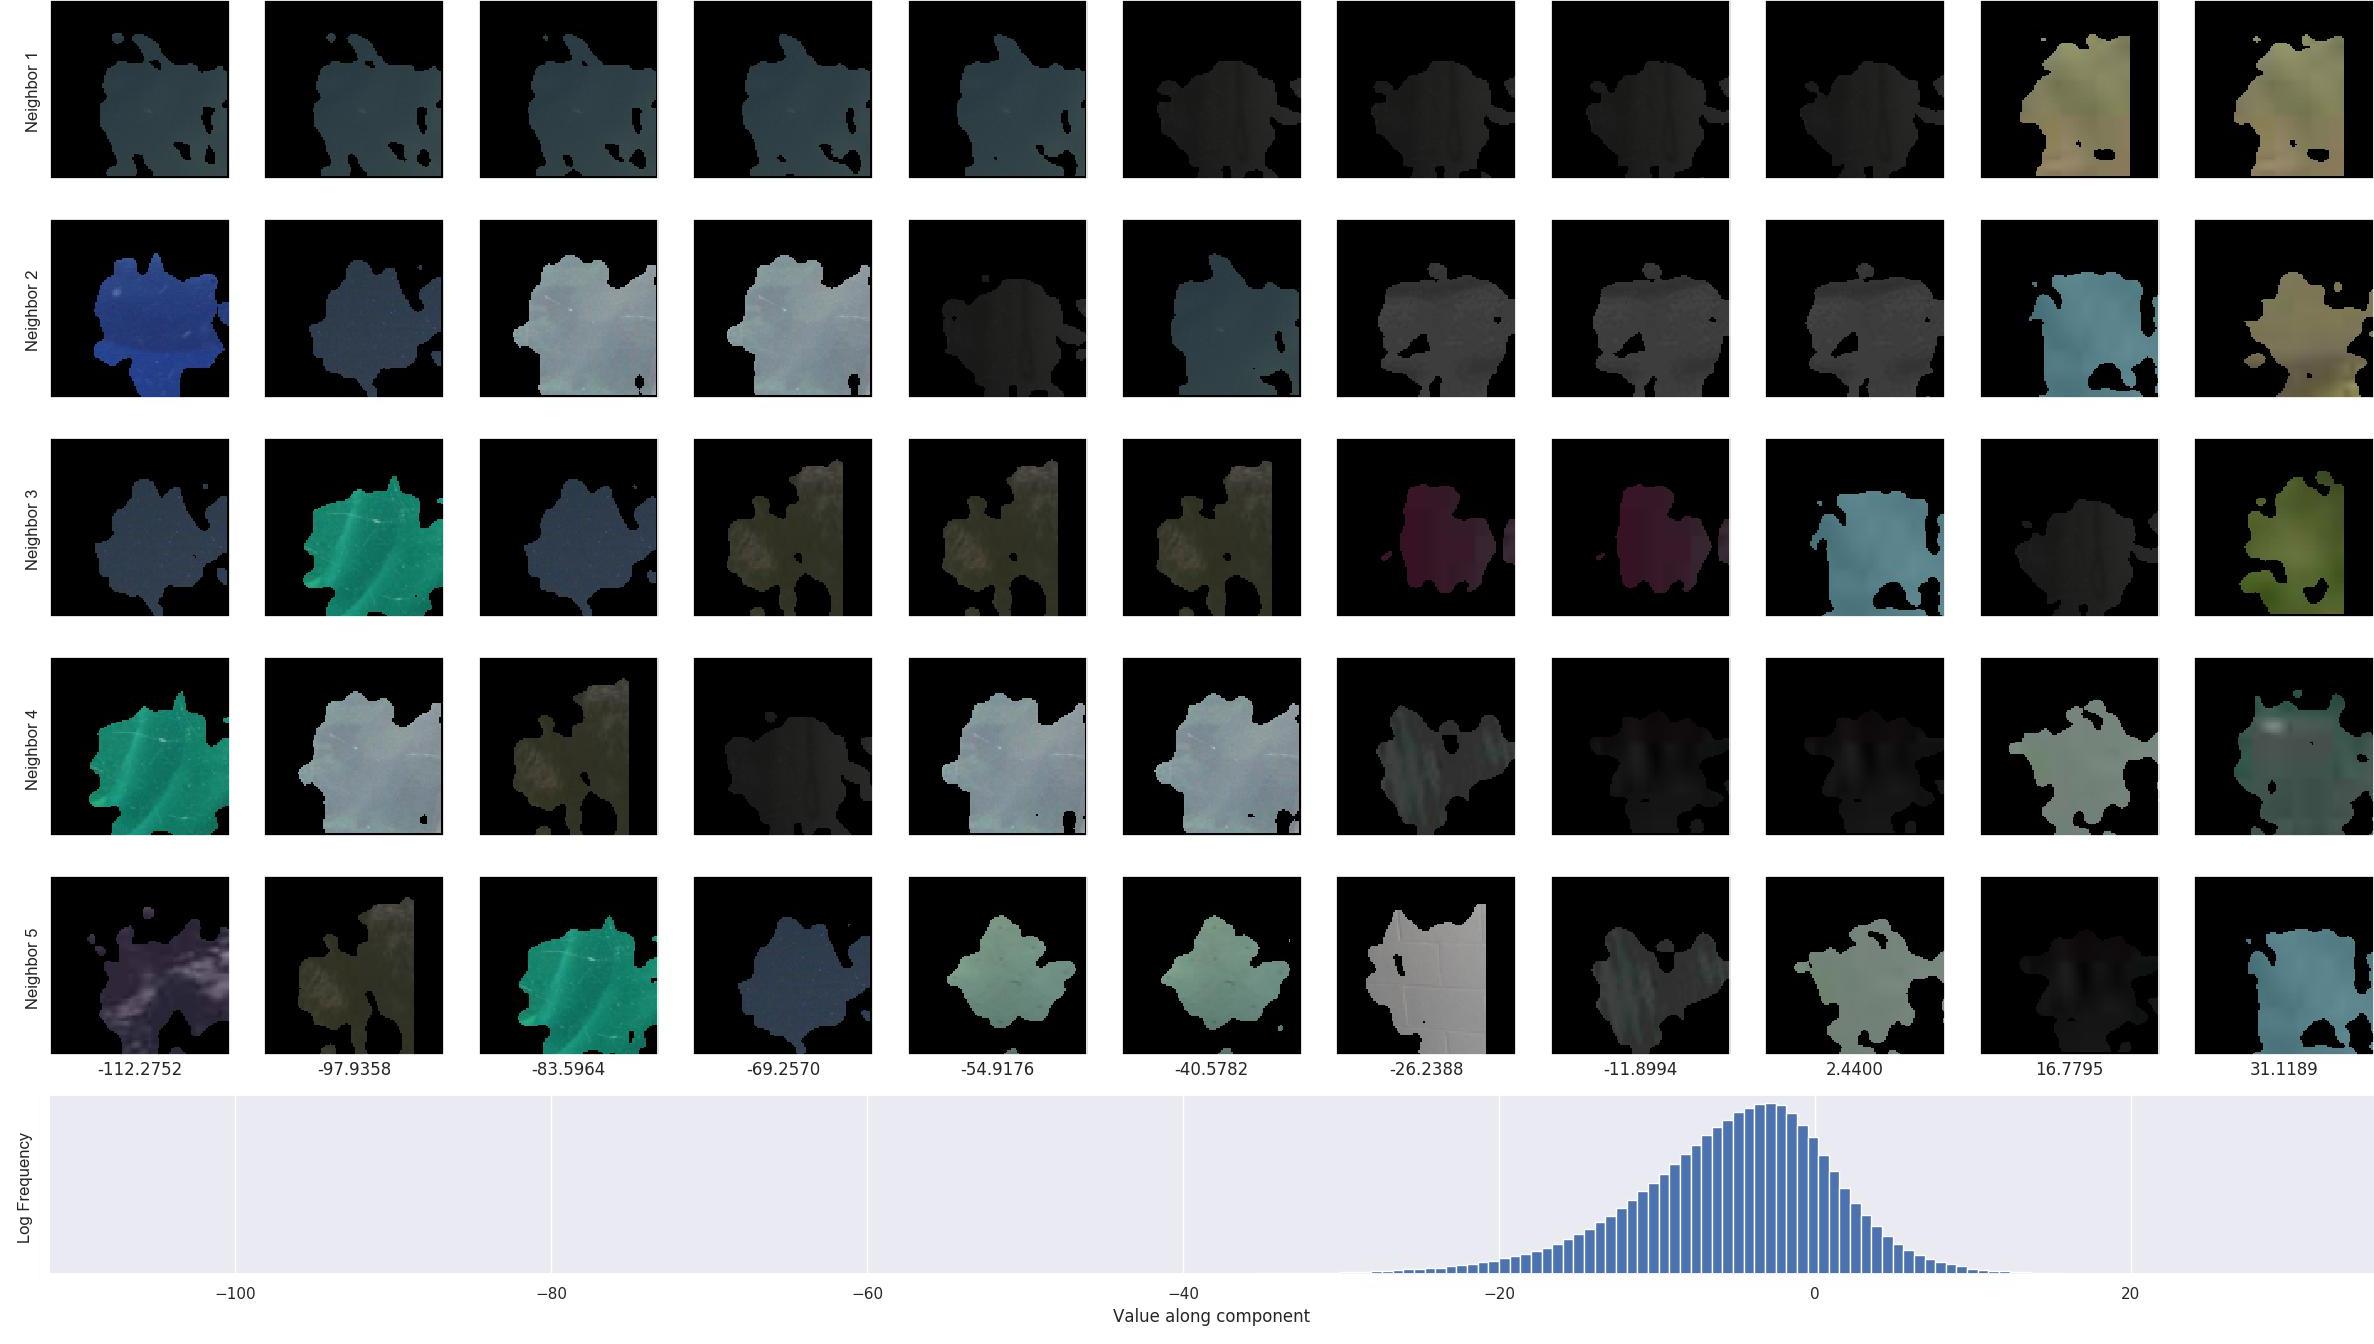 Neighbor 1
Neighbor 2
Neighbor 3
Neighbor 4
Neighbor 5
-112.2752 -97.9358 -83.5964 -69.2570 -54.9176 -40.5782 -26.2388 -11.8994 2.4400 16.7795 31.1189
Log Frequency
−100 −80 −60 −40 −20 0 20
Value along component